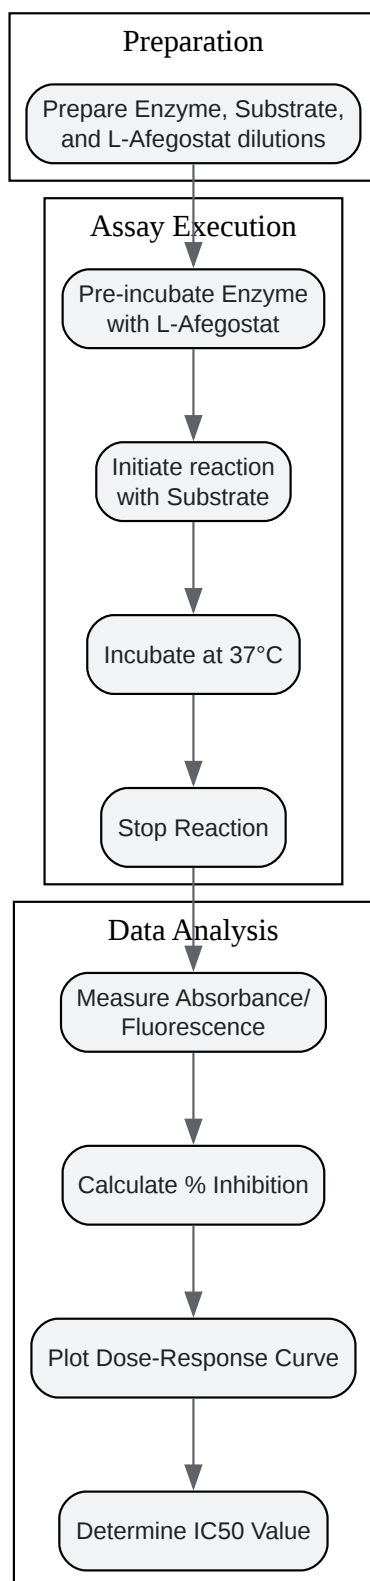 Preparation
Prepare Enzyme, Substrate,
and L-Afegostat dilutions
Assay Execution
Pre-incubate Enzyme
with L-Afegostat
Initiate reaction
with Substrate
Incubate at 37°C
Stop Reaction
Data Analysis
Measure Absorbance/
Fluorescence
Calculate % Inhibition
Plot Dose-Response Curve
Determine IC50 Value